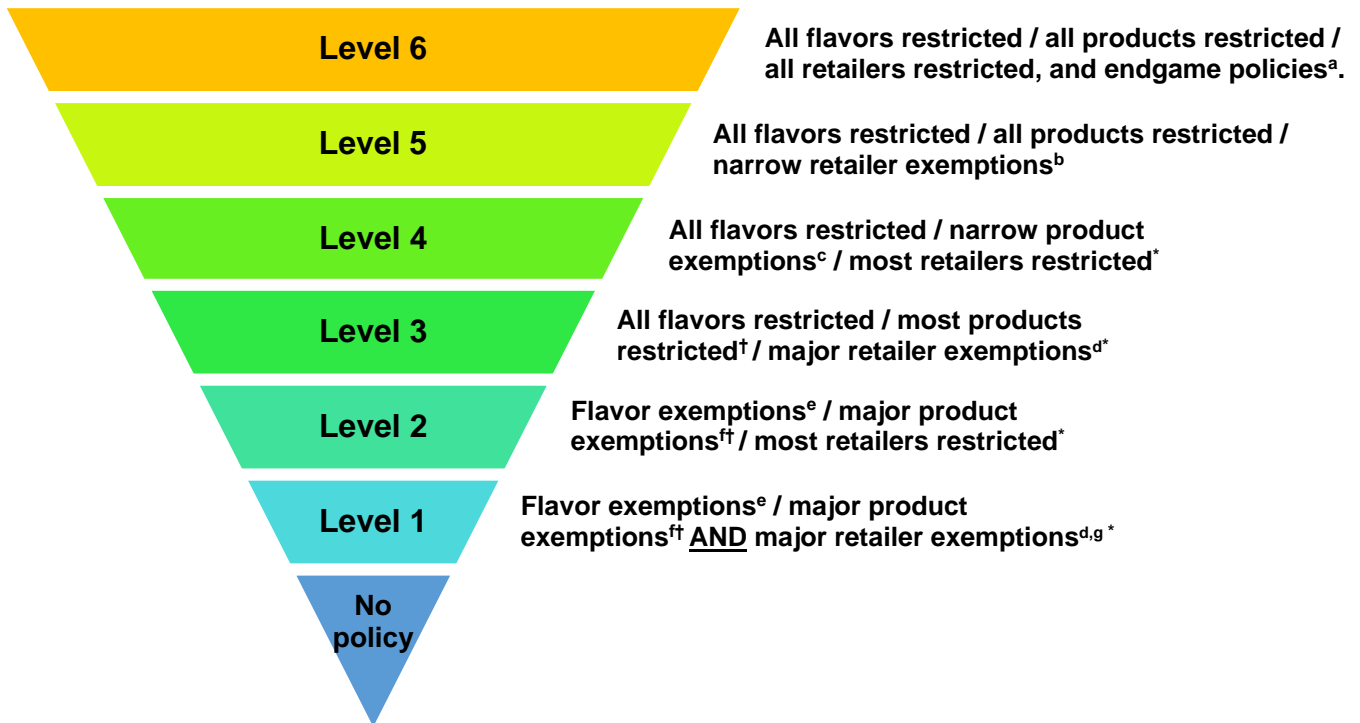 Level 6
All flavors restricted / all products restricted /
all retailers restricted, and endgame policiesᵃ.
Level 5
All flavors restricted / all products restricted /
narrow retailer exemptionsᵇ
Level 4
All flavors restricted / narrow product
exemptionsᶜ / most retailers restricted*
Level 3
All flavors restricted / most products
restricted† / major retailer exemptionsᵈ*
Level 2
Flavor exemptionsᵉ / major product
exemptionsᶠ† / most retailers restricted*
Level 1
Flavor exemptionsᵉ / major product
exemptionsᶠ† AND major retailer exemptionsᵈ,ᵍ *
No
policy